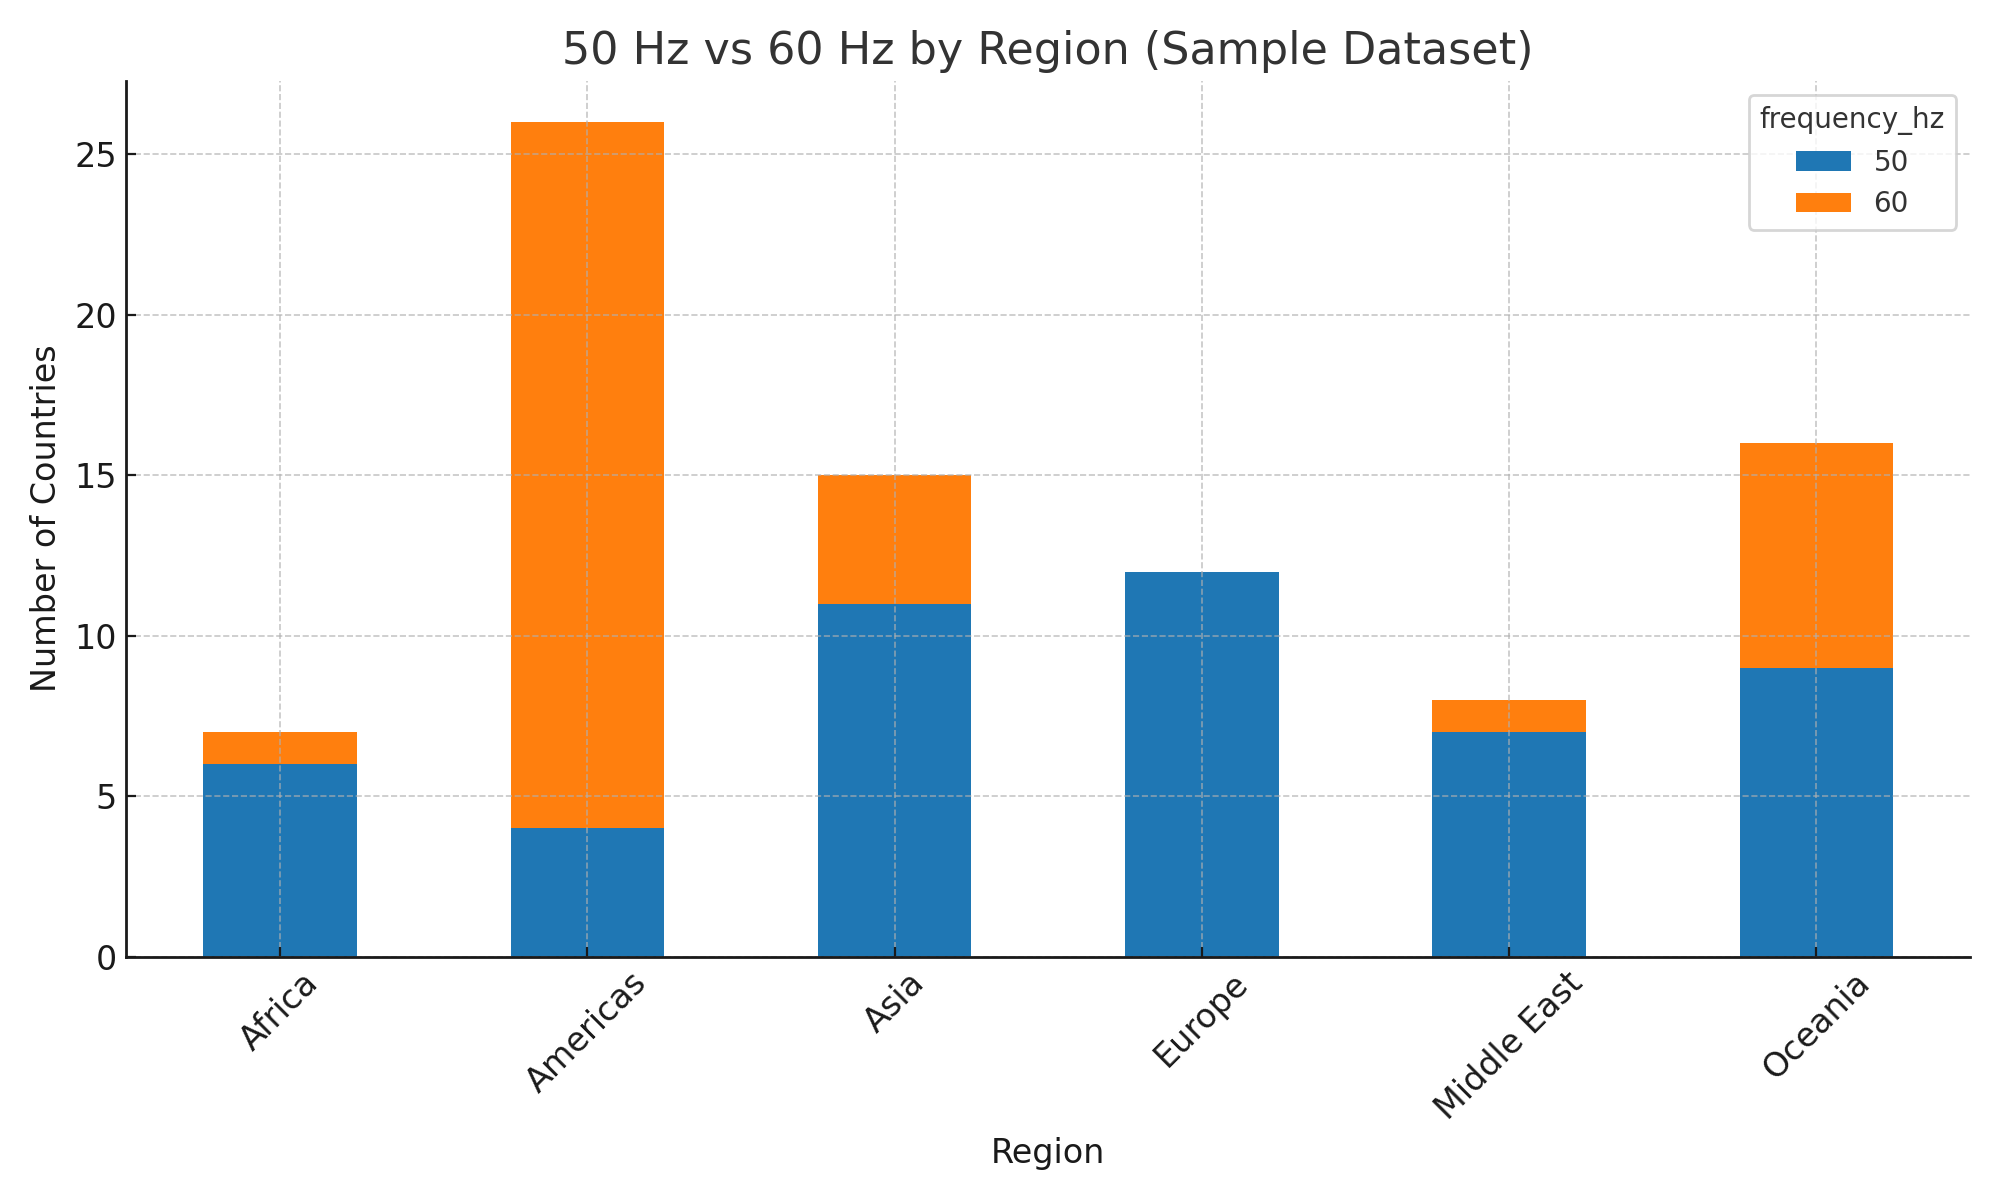 50 Hz vs 60 Hz by Region (Sample Dataset)
frequency_hz
50
60
Number of Countries
25
20
15
10
5
0
Africa
Americas
Asia
Europe
Middle East
Oceania
Region